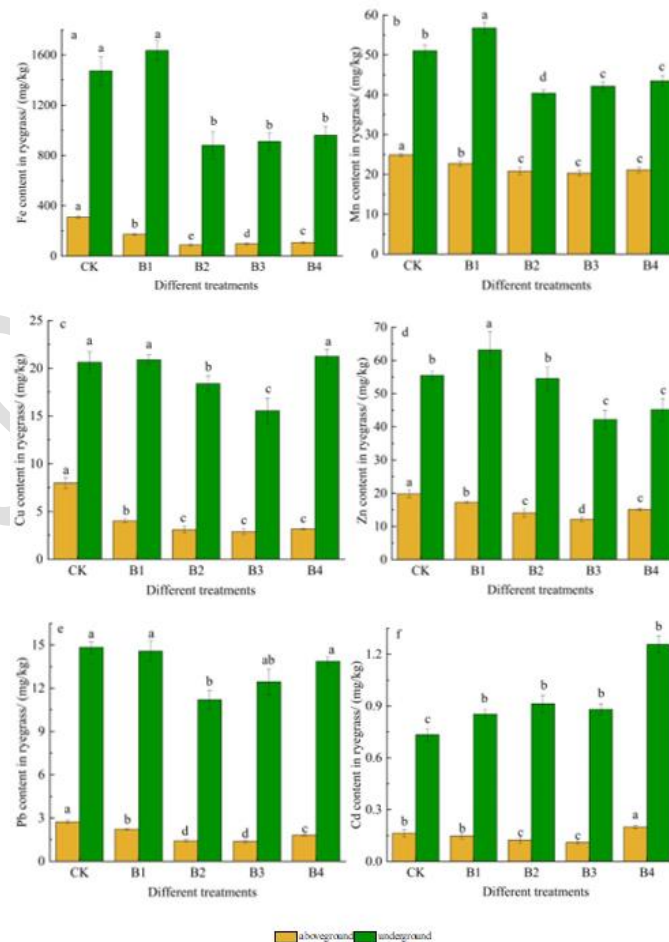 a
Fe content in ryegrass/ (mg/kg)
1600
1200
800
400
0
a
a
a
a
a
a
b
e
d
c
CK
B1
B2
B3
B4
Different treatments
b
Mn content in ryegrass/ (mg/kg)
60
50
40
30
20
10
0
b
a
d
c
c
a
b
c
c
c
CK
B1
B2
B3
B4
Different treatments
c
Cu content in ryegrass/ (mg/kg)
25
20
15
10
5
0
a
a
b
c
a
a
b
c
c
c
CK
B1
B2
B3
B4
Different treatments
d
Zn content in ryegrass/ (mg/kg)
70
60
50
40
30
20
10
0
b
a
b
c
c
a
b
c
d
c
CK
B1
B2
B3
B4
Different treatments
e
Pb content in ryegrass/ (mg/kg)
15
12
9
6
3
0
a
a
b
ab
a
a
b
d
d
c
CK
B1
B2
B3
B4
Different treatments
f
Cd content in ryegrass/ (mg/kg)
1.2
0.9
0.6
0.3
0.0
c
b
b
b
b
b
b
c
c
a
CK
B1
B2
B3
B4
Different treatments
aboveground
underground